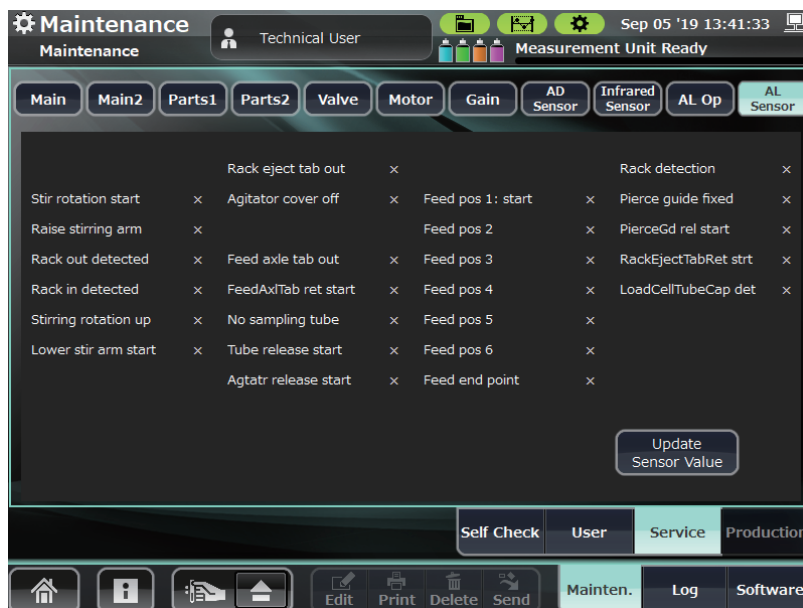 Maintenance
Maintenance
Technical User
Sep 05 '19 13:41:33
Measurement Unit Ready
Main
Main2
Parts1
Parts2
Valve
Motor
Gain
AD
Sensor
Infrared
Sensor
AL Op
AL
Sensor
Rack eject tab out ×
Rack detection ×
Stir rotation start ×
Agitator cover off ×
Feed pos 1: start ×
Pierce guide fixed ×
Raise stirring arm ×
Feed pos 2 ×
PierceGd rel start ×
Rack out detected ×
Feed axle tab out ×
Feed pos 3 ×
RackEjectTabRet strt ×
Rack in detected ×
FeedAxlTab ret start ×
Feed pos 4 ×
LoadCellTubeCap det ×
Stirring rotation up ×
No sampling tube ×
Feed pos 5 ×
Lower stir arm start ×
Tube release start ×
Feed pos 6 ×
Agtatr release start ×
Feed end point ×
Update
Sensor Value
Self Check
User
Service
Production
i
Edit
Print
Delete
Send
Mainten.
Log
Software